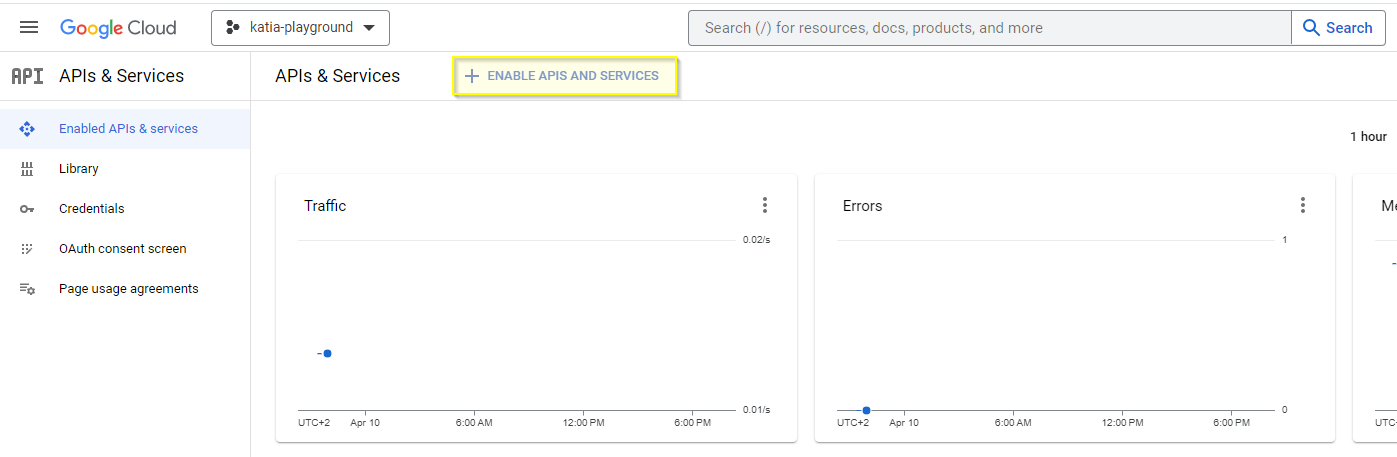 Google Cloud
katia-playground
Search (/) for resources, docs, products, and more
Search
API
APIs & Services
APIs & Services
ENABLE APIS AND SERVICES
Enabled APIs & services
Library
Credentials
OAuth consent screen
Page usage agreements
1 hour
Traffic
0.02/s
0.01/s
UTC+2 Apr 10 6:00 AM 12:00 PM 6:00 PM
Errors
1
0
UTC+2 Apr 10 6:00 AM 12:00 PM 6:00 PM